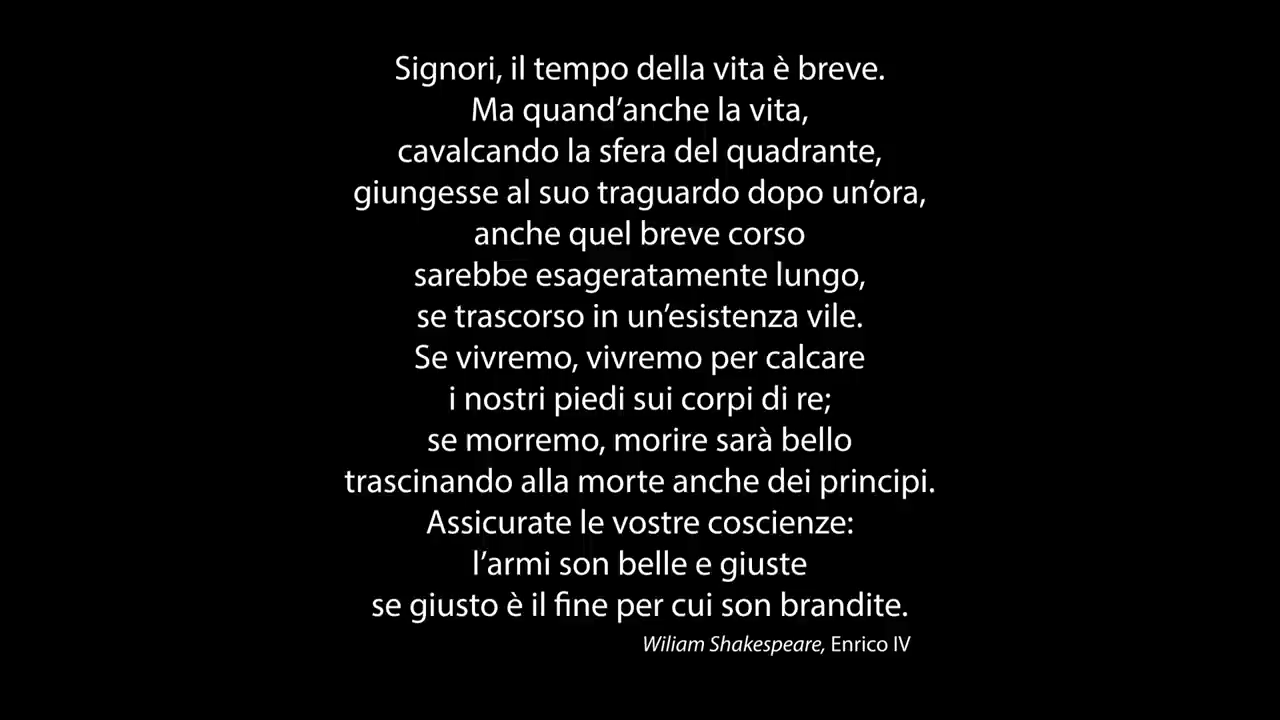 Signori, il tempo della vita è breve.
Ma quand’anche la vita,
cavalcando la sfera del quadrante,
giungesse al suo traguardo dopo un’ora,
anche quel breve corso
sarebbe esageratamente lungo,
se trascorso in un’esistenza vile.
Se vivremo, vivremo per calcare
i nostri piedi sui corpi di re;
se morremo, morire sarà bello
trascinando alla morte anche dei principi.
Assicurate le vostre coscienze:
l’armi son belle e giuste
se giusto è il fine per cui son brandite.
Wiliam Shakespeare, Enrico IV